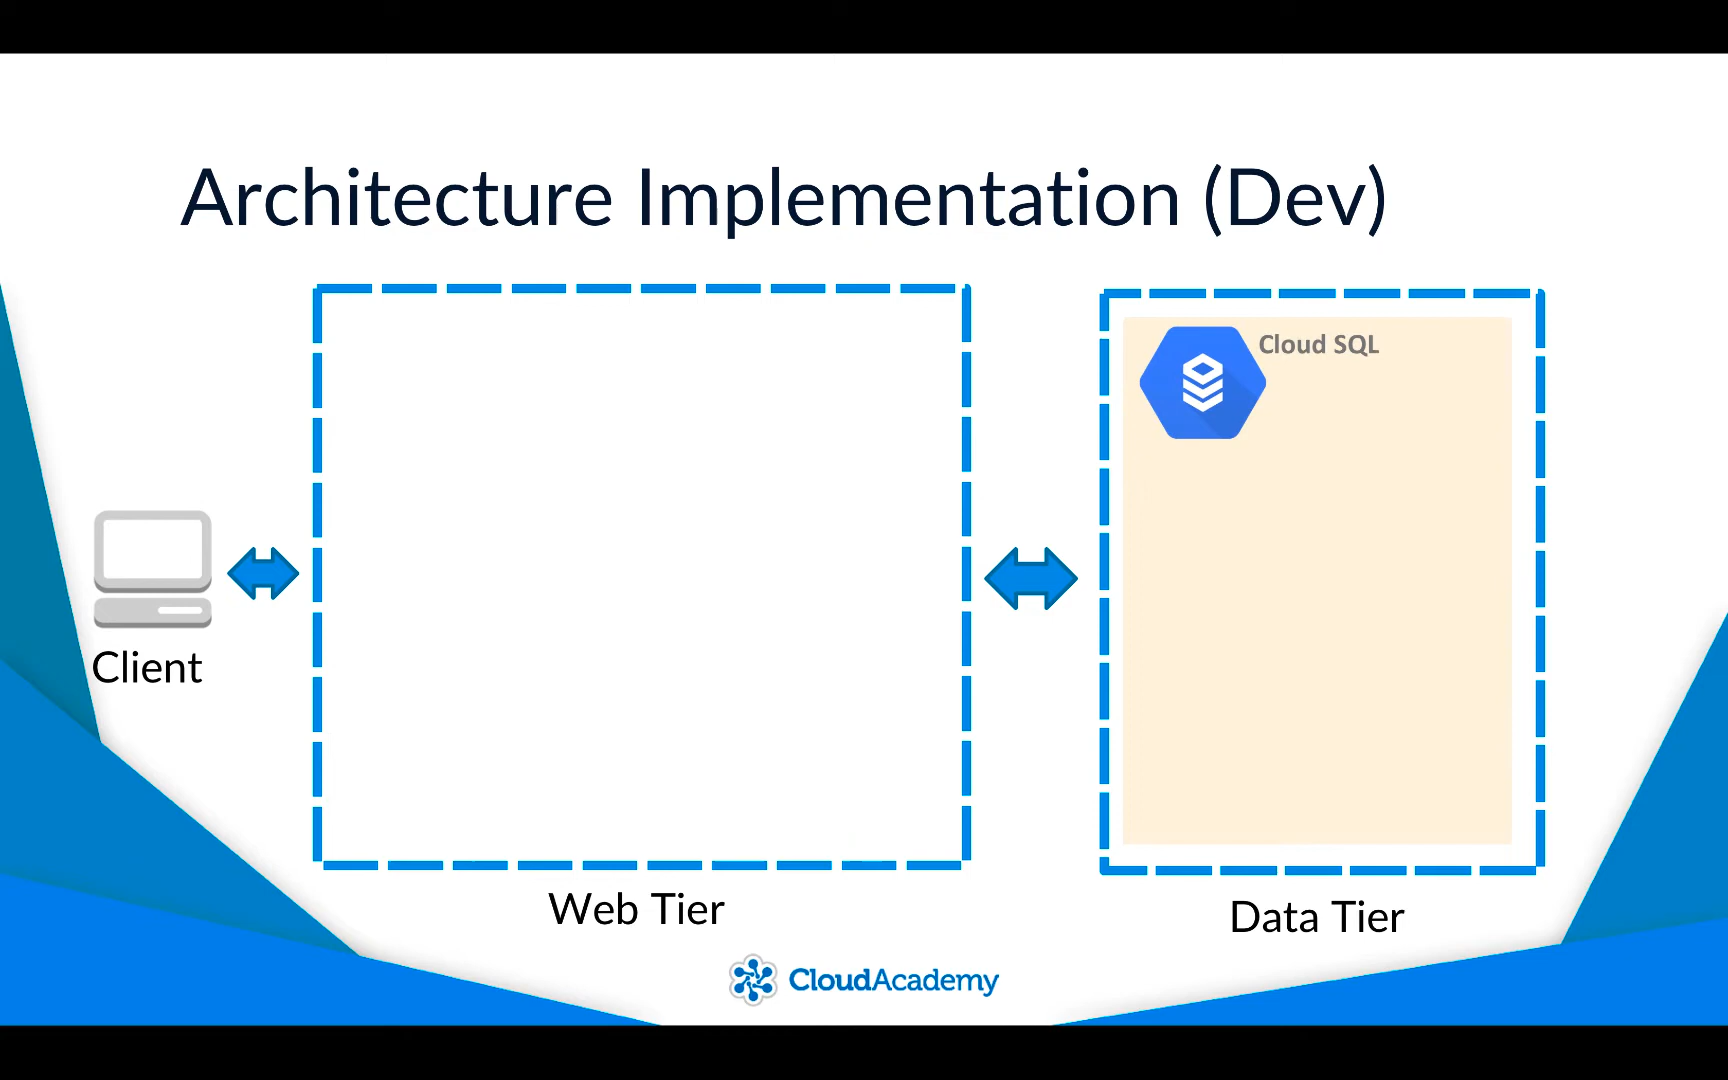 Architecture Implementation (Dev)
Cloud SQL
Client
Web Tier
Data Tier
CloudAcademy